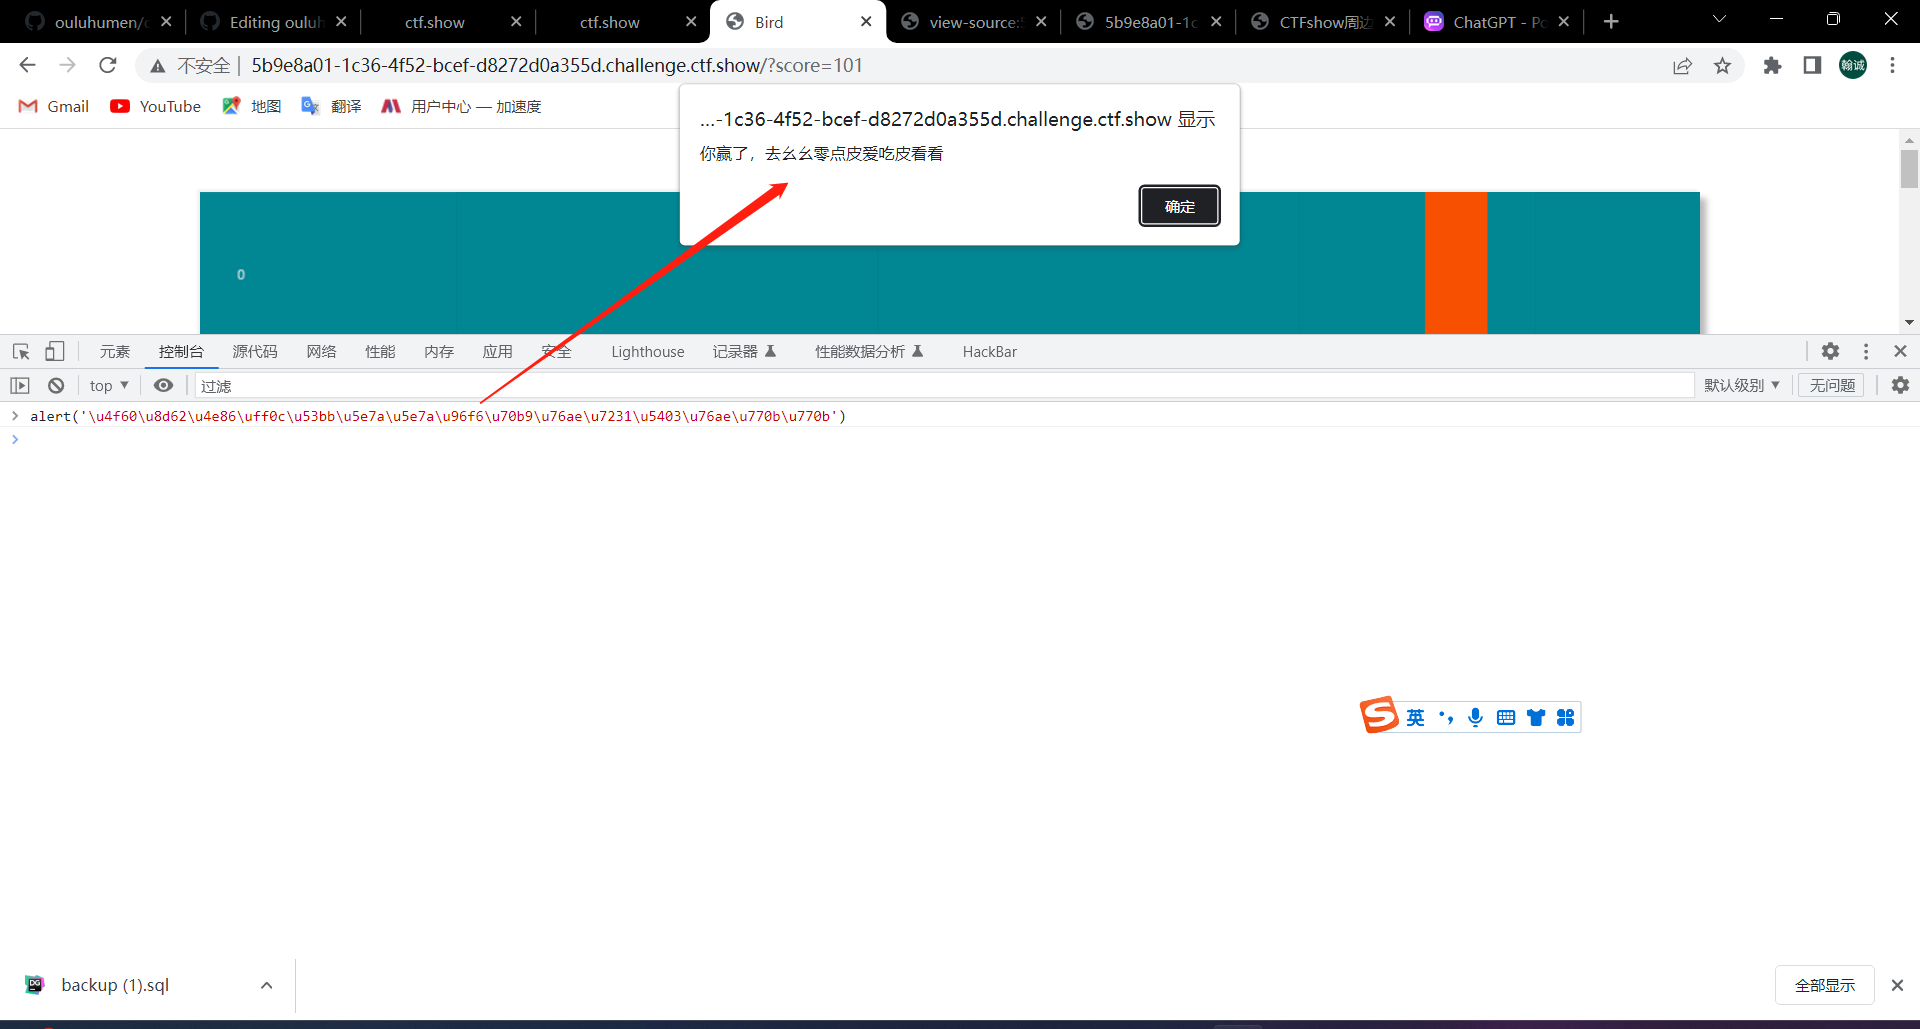 ouluhumen/c
Editing ouluh
ctf.show
ctf.show
Bird
view-source:5
5b9e8a01-1c
CTFshow周边
ChatGPT - Po
不安全 | 5b9e8a01-1c36-4f52-bcef-d8272d0a355d.challenge.ctf.show/?score=101
翰诚
Gmail
YouTube
地图
翻译
用户中心 — 加速度
...-1c36-4f52-bcef-d8272d0a355d.challenge.ctf.show 显示
你赢了，去幺幺零点皮爱吃皮看看
确定
0
元素 控制台 源代码 网络 性能 内存 应用 安全 Lighthouse 记录器 性能数据分析 HackBar
top ▼ 过滤 默认级别 ▼ 无问题
> alert('\u4f60\u8d62\u4e86\uff0c\u53bb\u5e7a\u5e7a\u96f6\u70b9\u76ae\u7231\u5403\u76ae\u770b\u770b')
>
S 英
DG backup (1).sql
全部显示